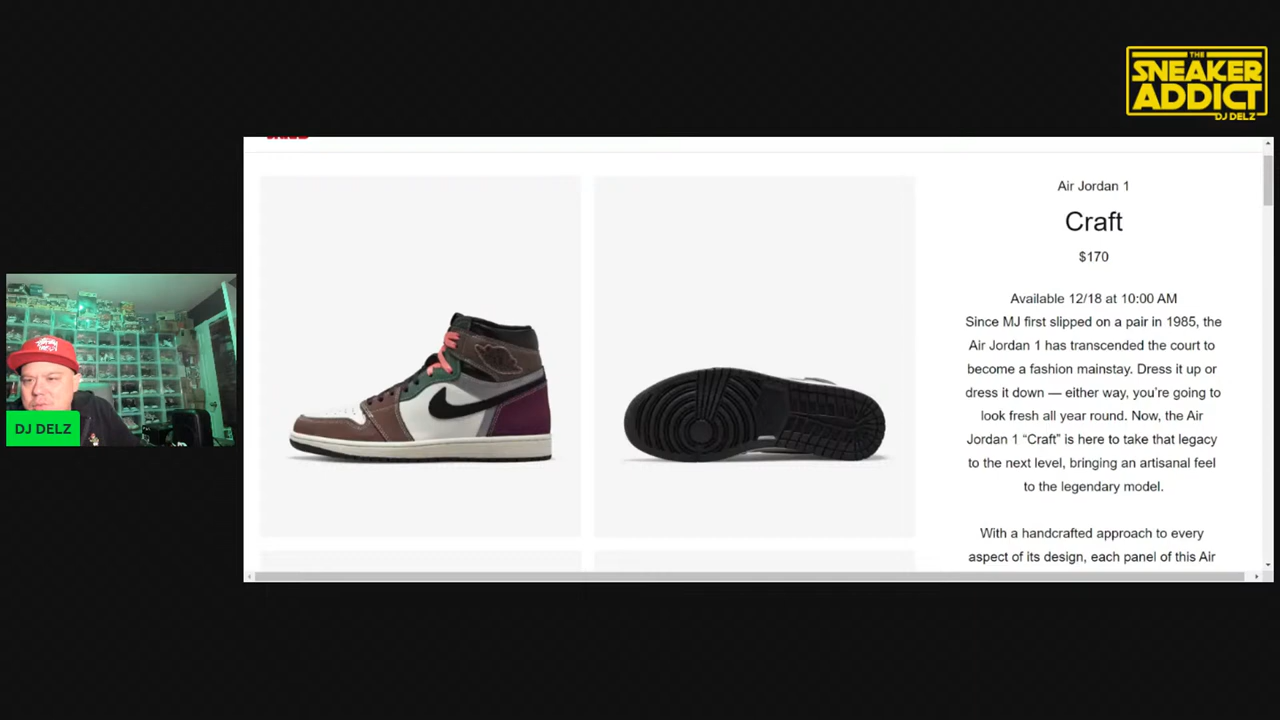 THE
SNEAKER
ADDICT
DJ DELZ
Air Jordan 1
Craft
$170
Available 12/18 at 10:00 AM
Since MJ first slipped on a pair in 1985, the
Air Jordan 1 has transcended the court to
become a fashion mainstay. Dress it up or
dress it down — either way, you're going to
look fresh all year round. Now, the Air
Jordan 1 “Craft” is here to take that legacy
to the next level, bringing an artisanal feel
to the legendary model.
With a handcrafted approach to every
aspect of its design, each panel of this Air
DJ DELZ